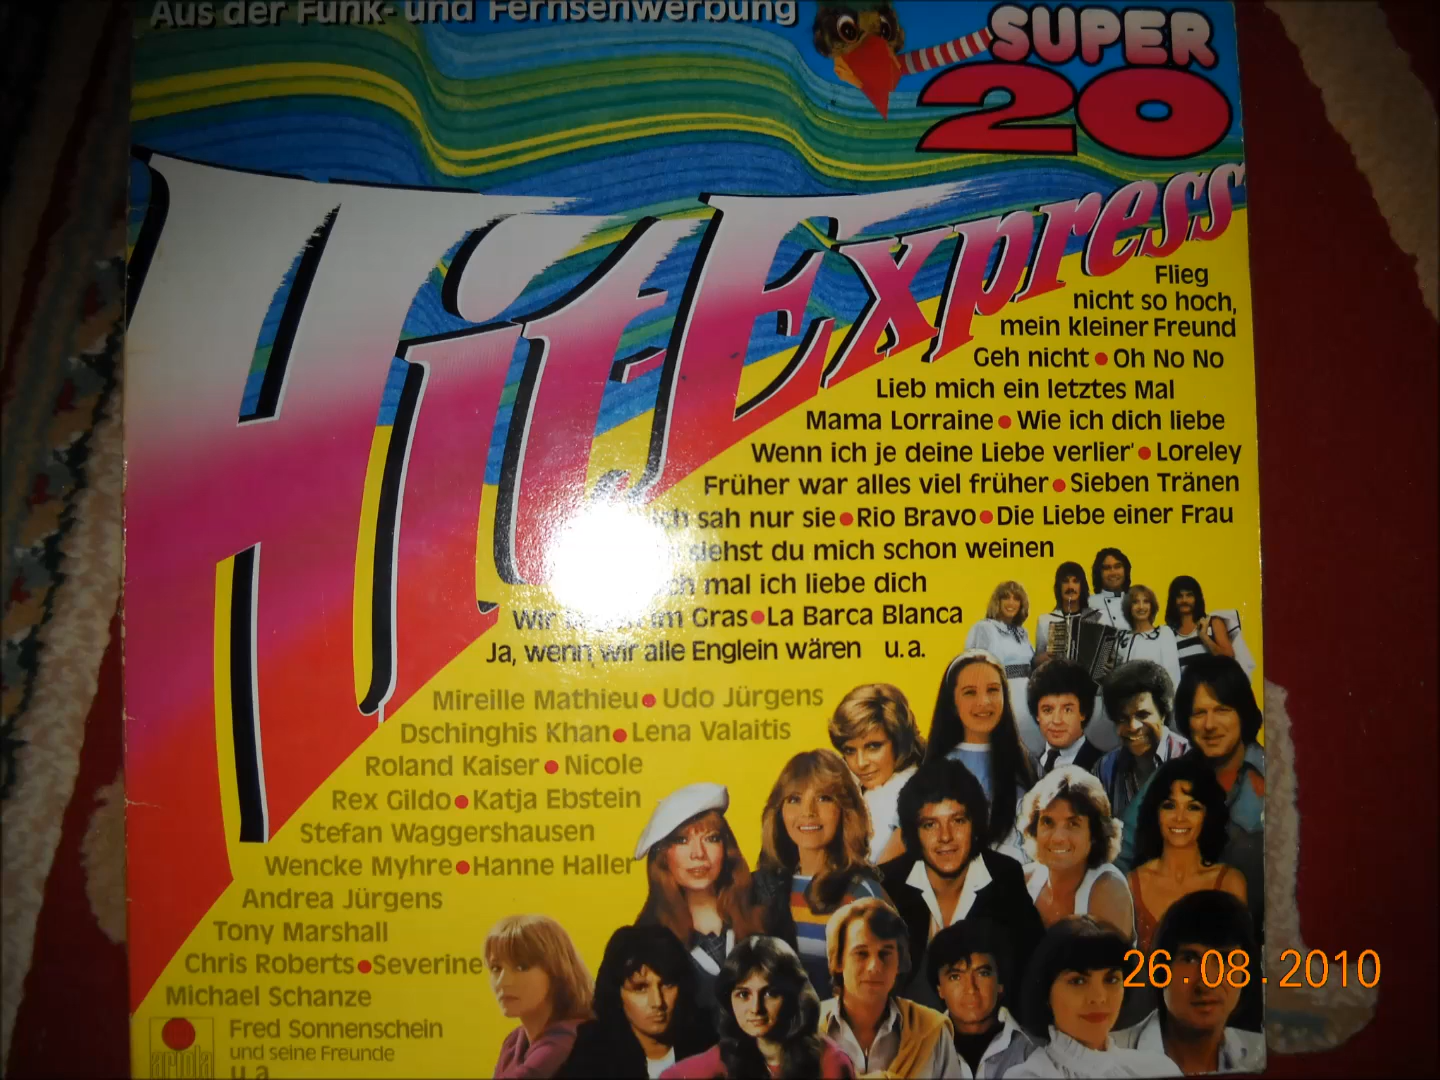 Aus der Funk- und Fernsehwerbung
SUPER
20
Hit Express
Flieg
nicht so hoch,
mein kleiner Freund
Geh nicht • Oh No No
Lieb mich ein letztes Mal
Mama Lorraine • Wie ich dich liebe
Wenn ich je deine Liebe verlier' • Loreley
Früher war alles viel früher • Sieben Tränen
sah nur sie • Rio Bravo • Die Liebe einer Frau
siehst du mich schon weinen
mal ich liebe dich
Wir im Gras • La Barca Blanca
Ja, wenn wir alle Englein wären u.a.
Mireille Mathieu • Udo Jürgens
Dschinghis Khan • Lena Valaitis
Roland Kaiser • Nicole
Rex Gildo • Katja Ebstein
Stefan Waggershausen
Wencke Myhre • Hanne Haller
Andrea Jürgens
Tony Marshall
Chris Roberts • Severine
Michael Schanze
Fred Sonnenschein
und seine Freunde
u.a.
ariola
26.08.2010